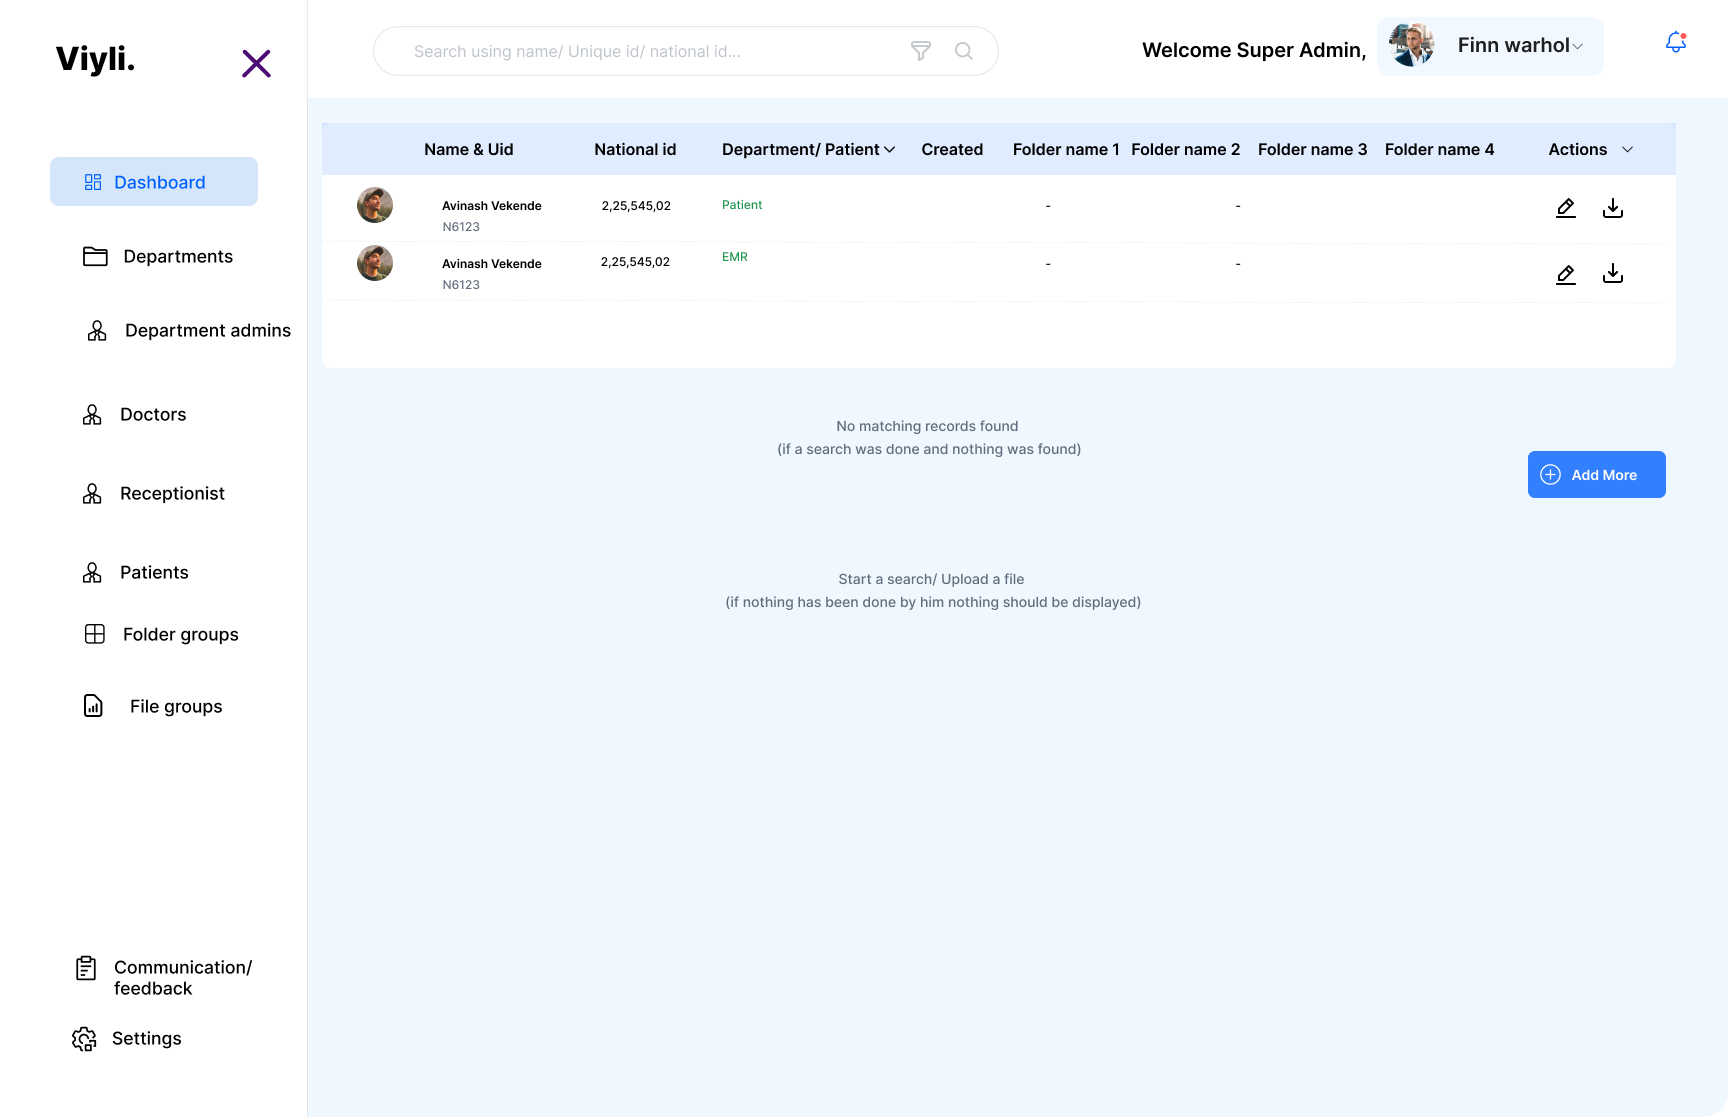 Viyli.
Search using name/ Unique id/ national id...
Welcome Super Admin,
Finn warhol
Dashboard
Departments
Department admins
Doctors
Receptionist
Patients
Folder groups
File groups
Communication/
feedback
Settings
Name & Uid National id Department/ Patient Created Folder name 1 Folder name 2 Folder name 3 Folder name 4 Actions
Avinash Vekende 2,25,545,02 Patient - -
N6123
Avinash Vekende 2,25,545,02 EMR - -
N6123
No matching records found
(if a search was done and nothing was found)
Add More
Start a search/ Upload a file
(if nothing has been done by him nothing should be displayed)